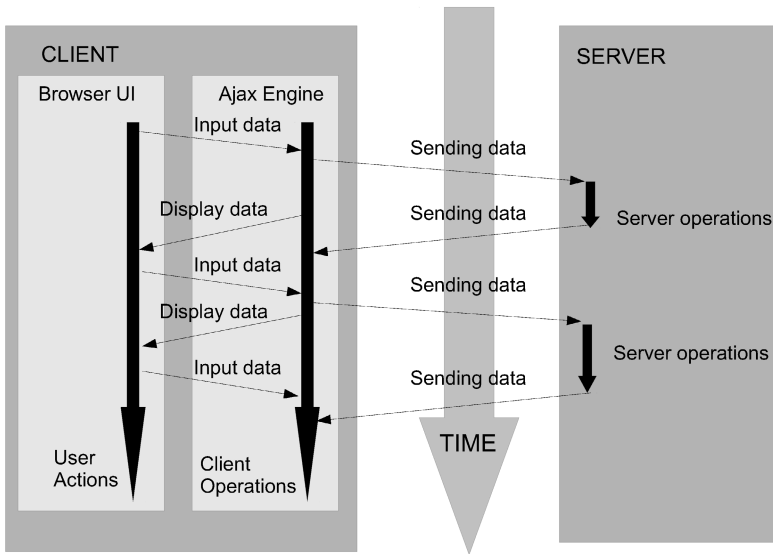 CLIENT
SERVER
Browser UI
Ajax Engine
Input data
Sending data
Display data
Sending data
Server operations
Input data
Sending data
Display data
Server operations
Input data
Sending data
TIME
User
Actions
Client
Operations